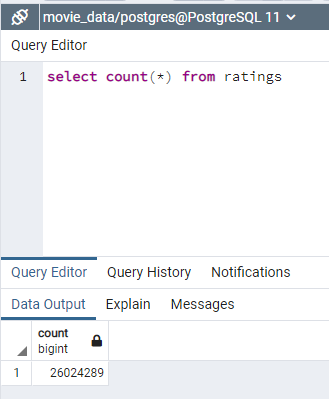 movie_data/postgres@PostgreSQL 11
Query Editor
1 select count(*) from ratings
Query Editor Query History Notifications
Data Output Explain Messages
count
bigint
1 26024289